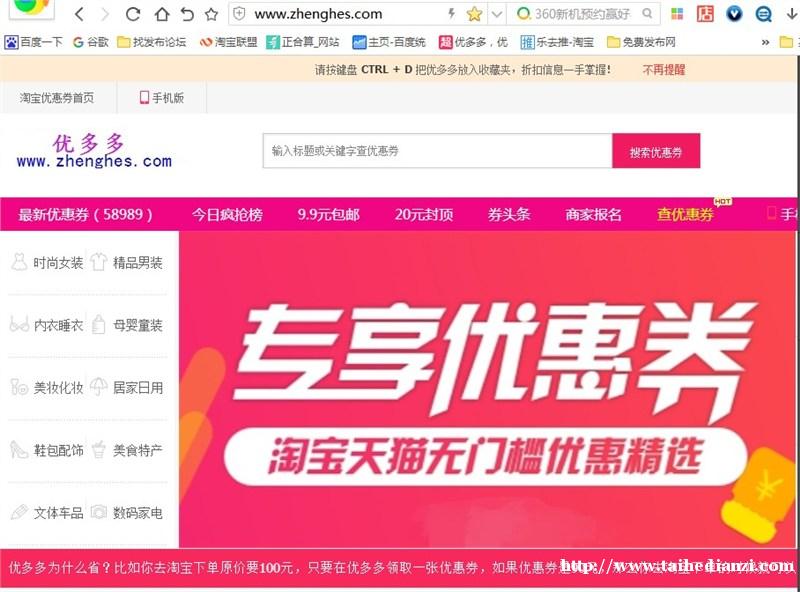 www.zhenghes.com
360新机预约赢好
百度一下 谷歌 找发布论坛 淘宝联盟 正合算_网站 主页-百度统 超 优多多，优 推 乐去推-淘宝 免费发布网 »
店
请按键盘 CTRL + D 把优多多放入收藏夹，折扣信息一手掌握！ 不再提醒
淘宝优惠券首页 手机版
优多多
www.zhenghes.com
输入标题或关键字查优惠券 搜索优惠券
HOT
最新优惠券（58989） 今日疯抢榜 9.9元包邮 20元封顶 券头条 商家报名 查优惠券 手机
时尚女装 精品男装
内衣睡衣 母婴童装
美妆化妆 居家日用
鞋包配饰 美食特产
文体车品 数码家电
专享优惠券
淘宝天猫无门槛优惠精选
¥
优多多为什么省？比如你去淘宝下单原价要100元，只要在优多多领取一张优惠券，如果优惠券是
http://www.taihedianzi.com